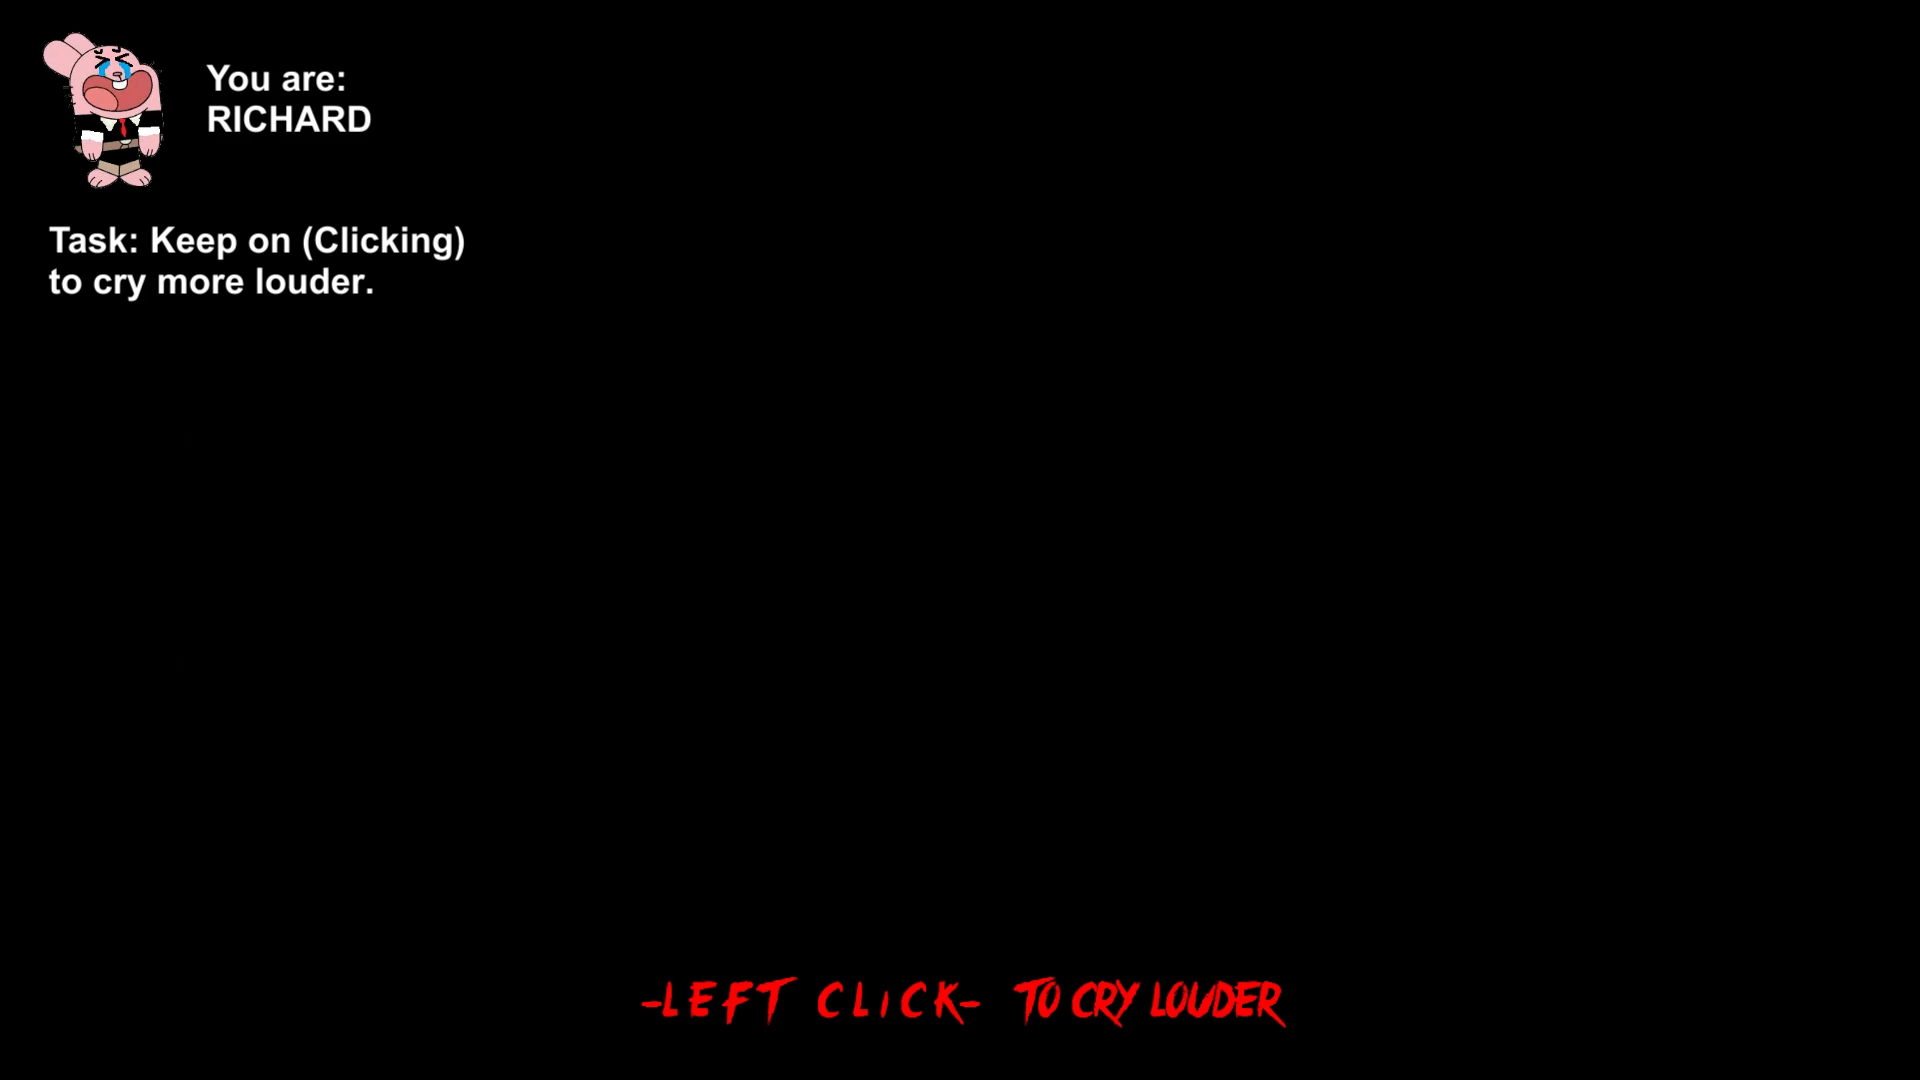 You are:
RICHARD
Task: Keep on (Clicking)
to cry more louder.
-LEFT CLiCK- TO CRY LOUDER